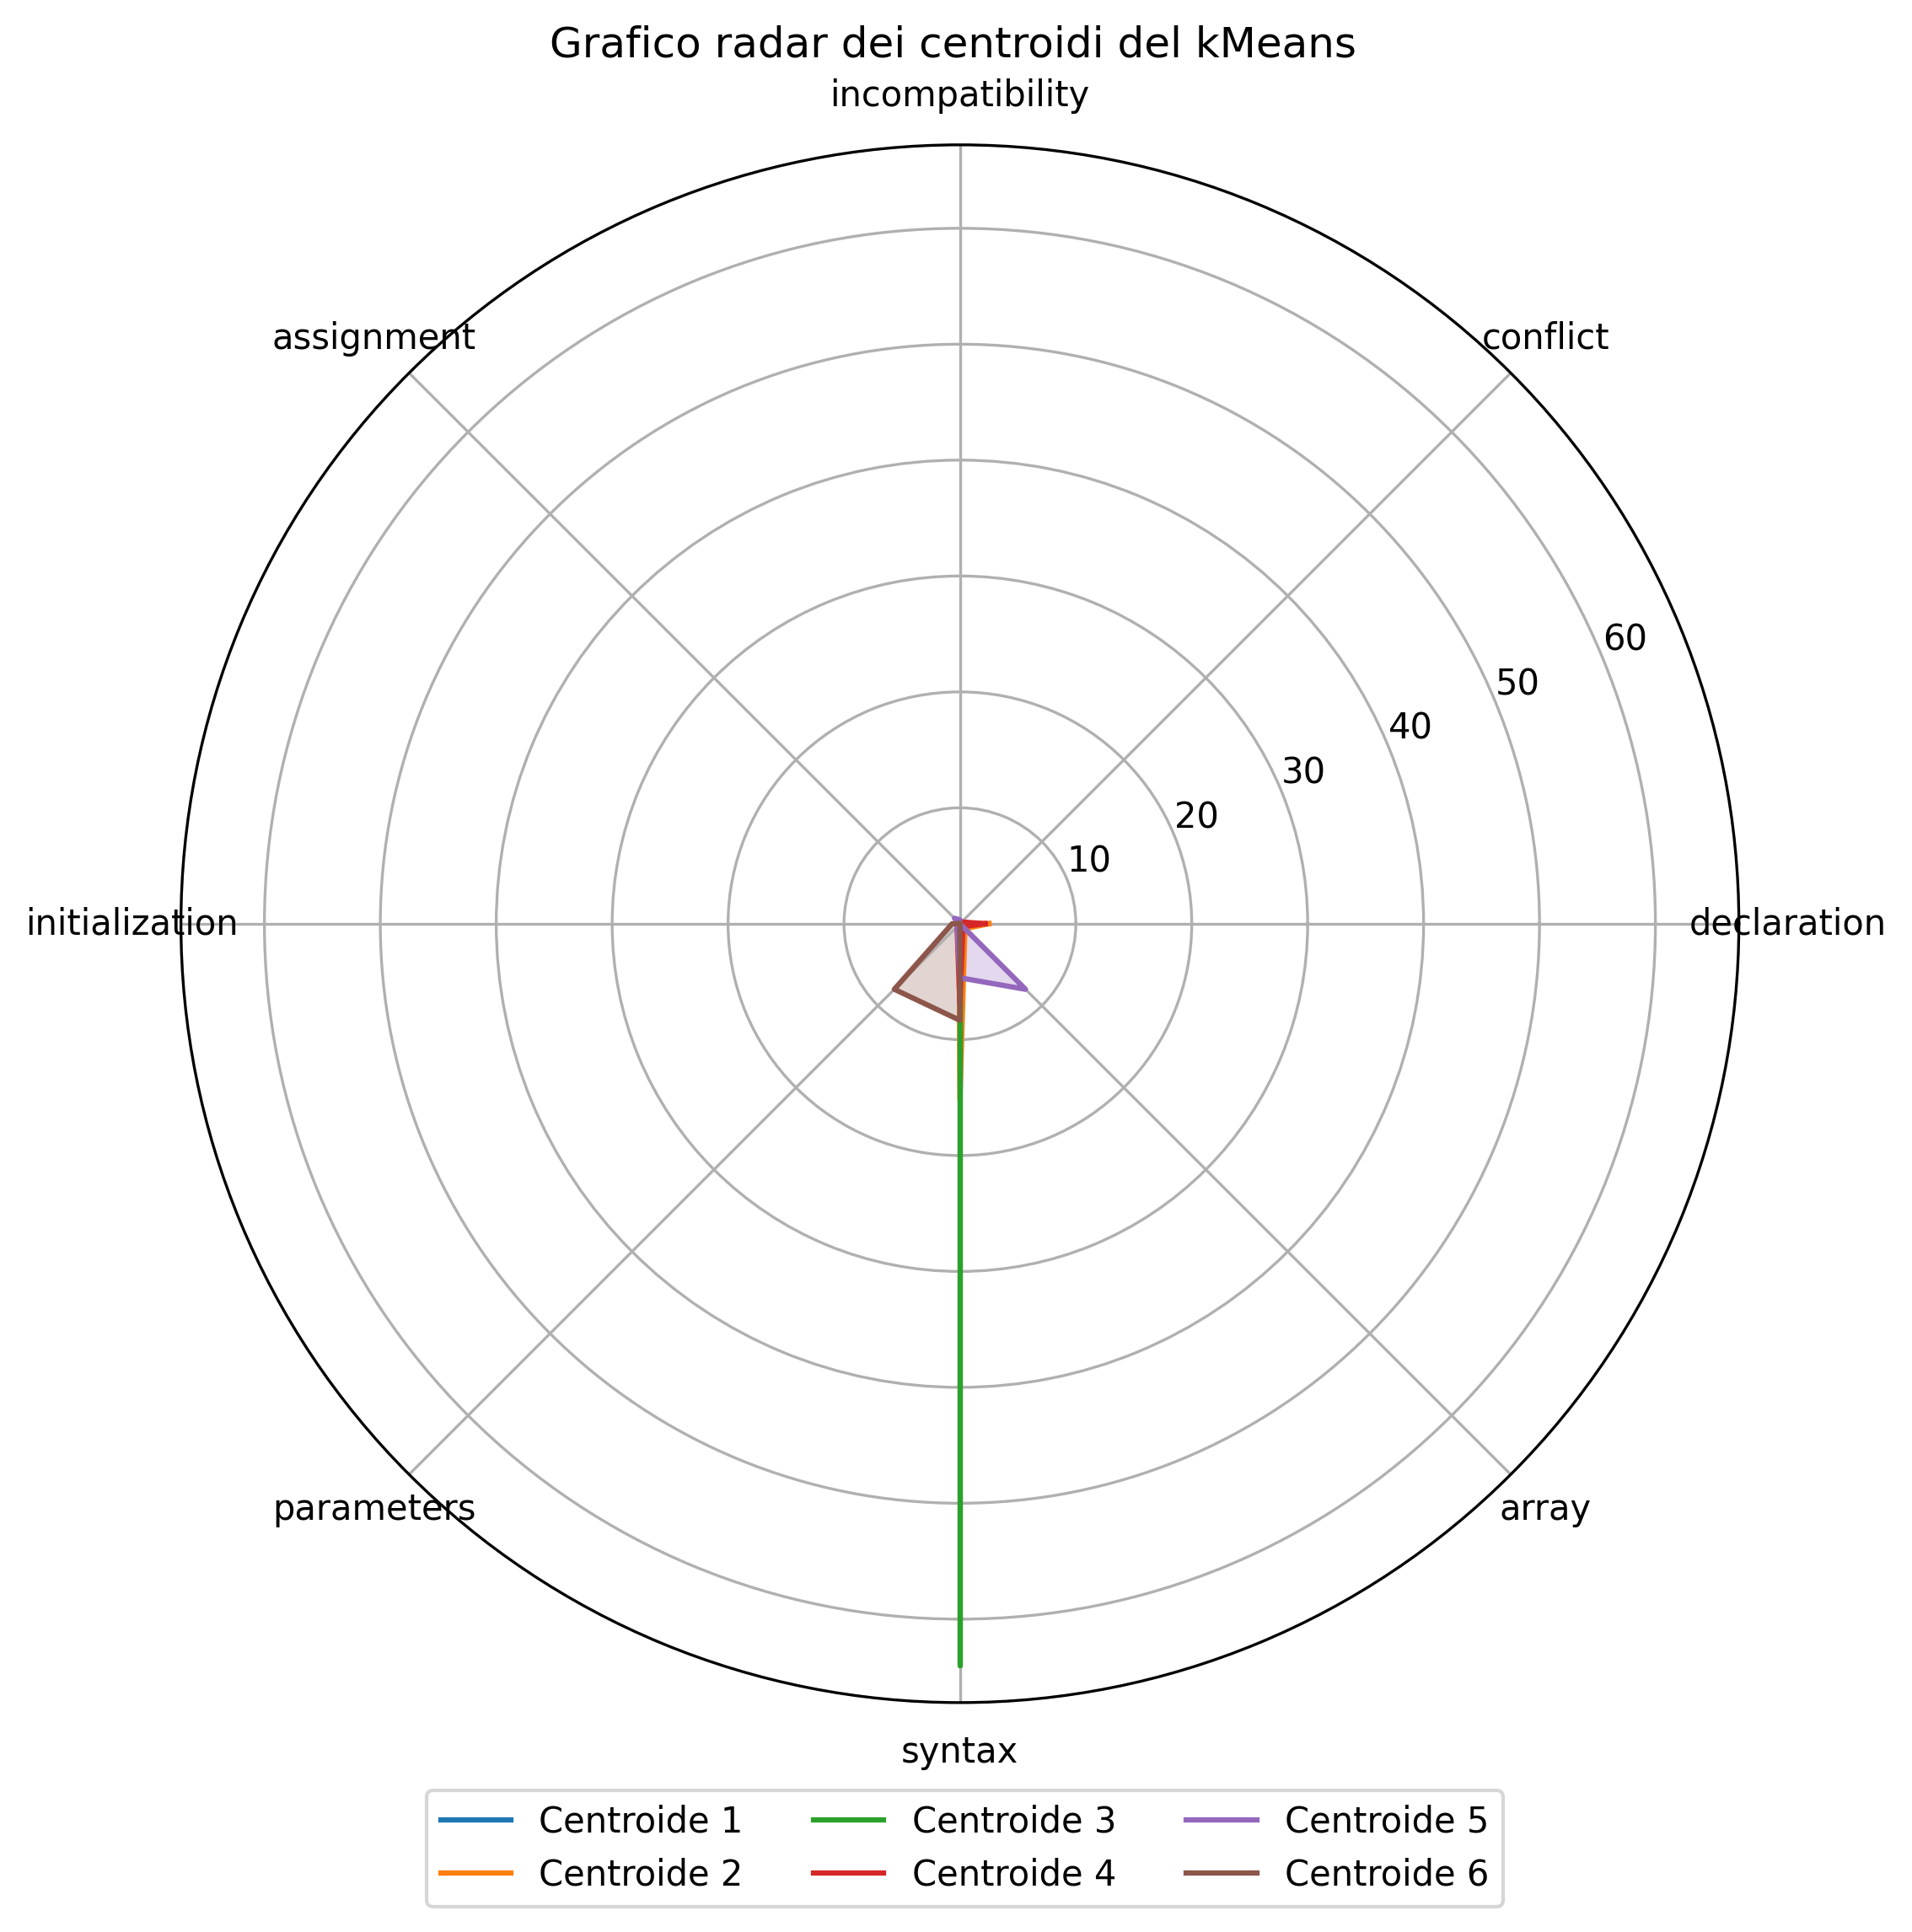 Grafico radar dei centroidi del kMeans
incompatibility
assignment
conflict
60
50
40
30
20
10
initialization
declaration
parameters
array
syntax
Centroide 1
Centroide 3
Centroide 5
Centroide 2
Centroide 4
Centroide 6